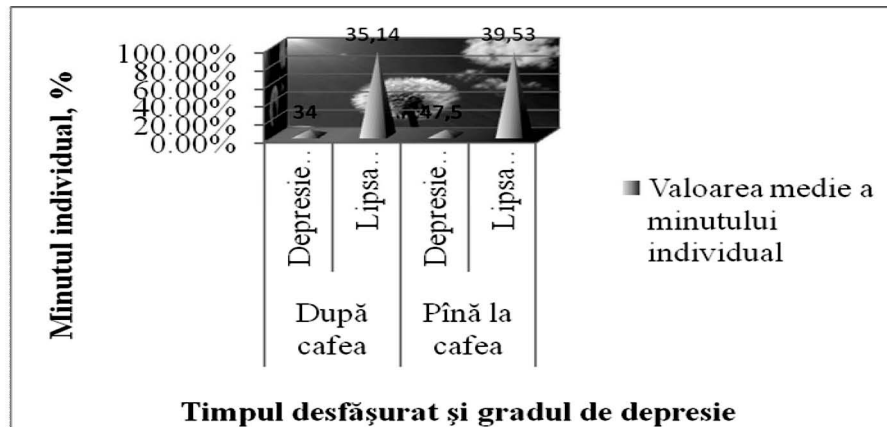 Minutul individual, %
100.00%
80.00%
60.00%
40.00%
20.00%
0.00%
34
35,14
47,5
39,53
Depresie...
Lipsa...
Depresie...
Lipsa...
După
cafea
Pînă la
cafea
Valoarea medie a
minutului
individual
Timpul desfăşurat şi gradul de depresie